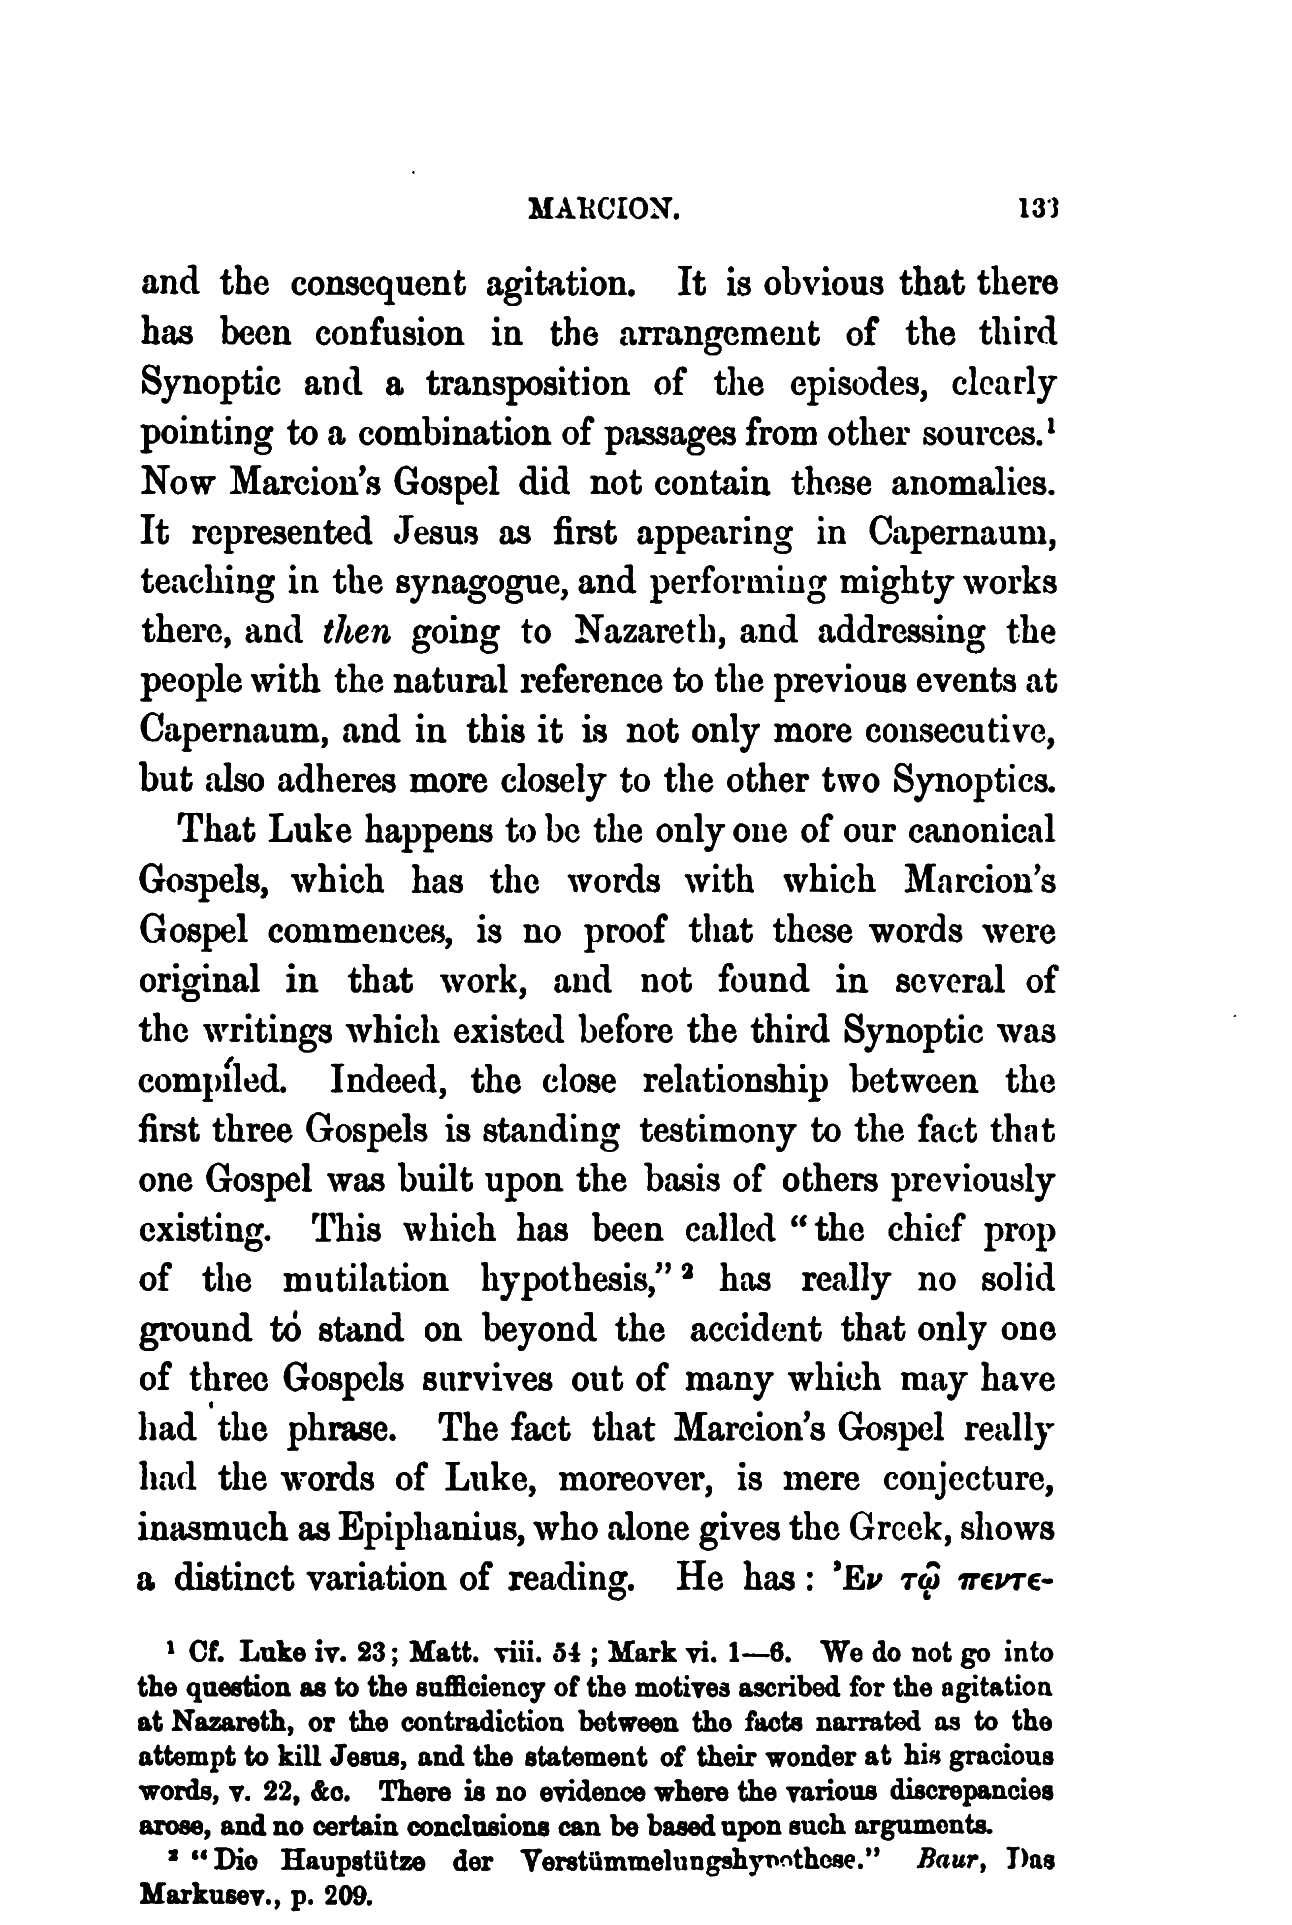 MARCION. 133
and the consequent agitation. It is obvious that there
has been confusion in the arrangement of the third
Synoptic and a transposition of the episodes, clearly
pointing to a combination of passages from other sources.¹
Now Marcion's Gospel did not contain these anomalies.
It represented Jesus as first appearing in Capernaum,
teaching in the synagogue, and performing mighty works
there, and then going to Nazareth, and addressing the
people with the natural reference to the previous events at
Capernaum, and in this it is not only more consecutive,
but also adheres more closely to the other two Synoptics.
That Luke happens to be the only one of our canonical
Gospels, which has the words with which Marcion's
Gospel commences, is no proof that these words were
original in that work, and not found in several of
the writings which existed before the third Synoptic was
compiled. Indeed, the close relationship between the
first three Gospels is standing testimony to the fact that
one Gospel was built upon the basis of others previously
existing. This which has been called “the chief prop
of the mutilation hypothesis,” ² has really no solid
ground to stand on beyond the accident that only one
of three Gospels survives out of many which may have
had the phrase. The fact that Marcion's Gospel really
had the words of Luke, moreover, is mere conjecture,
inasmuch as Epiphanius, who alone gives the Greek, shows
a distinct variation of reading. He has: Ἐν τῷ πεντε-
¹ Cf. Luke iv. 23; Matt. viii. 54; Mark vi. 1—6. We do not go into
the question as to the sufficiency of the motives ascribed for the agitation
at Nazareth, or the contradiction between the facts narrated as to the
attempt to kill Jesus, and the statement of their wonder at his gracious
words, v. 22, &c. There is no evidence where the various discrepancies
arose, and no certain conclusions can be based upon such arguments.
² “Die Haupstütze der Verstümmelungshypothese.” Baur, Das
Markusev., p. 209.